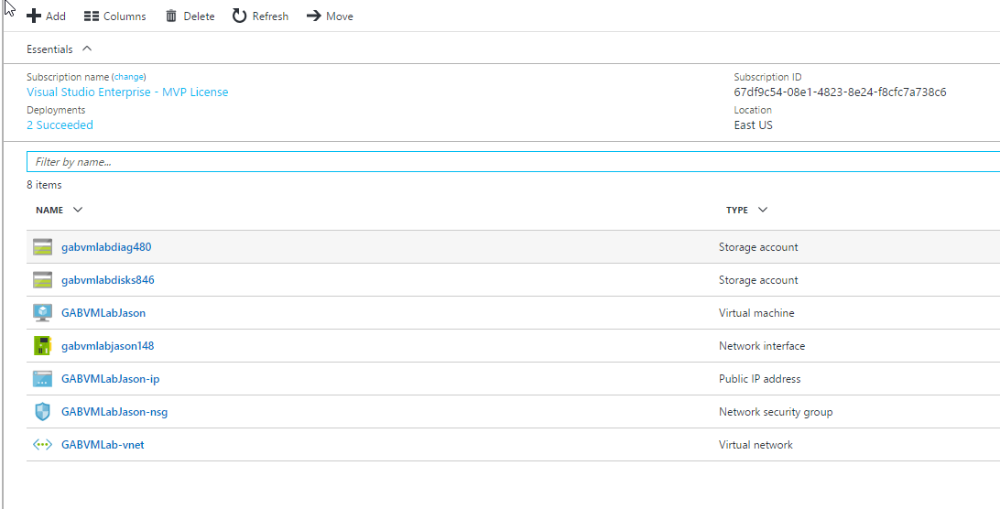 Add Columns Delete Refresh Move
Essentials
Subscription name (change) Subscription ID
Visual Studio Enterprise - MVP License 67df9c54-08e1-4823-8e24-f8cfc7a738c6
Deployments Location
2 Succeeded East US
Filter by name...
8 items
NAME TYPE
gabvmlabdiag480 Storage account
gabvmlabdisks846 Storage account
GABVMLabJason Virtual machine
gabvmlabjason148 Network interface
GABVMLabJason-ip Public IP address
GABVMLabJason-nsg Network security group
GABVMLab-vnet Virtual network